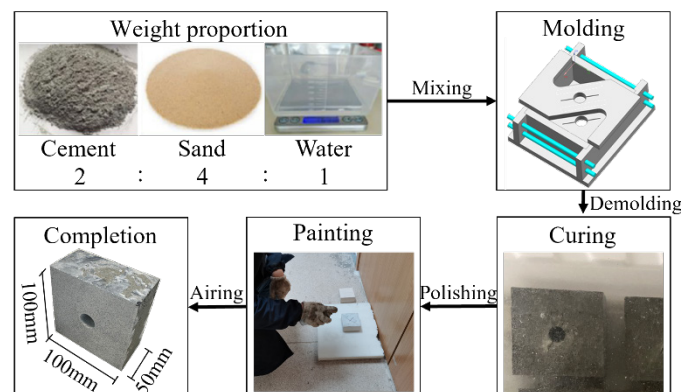 Weight proportion
Cement Sand Water
2 : 4 : 1
Mixing
Molding
Demolding
Curing
Polishing
Painting
Airing
Completion
100mm
100mm
50mm